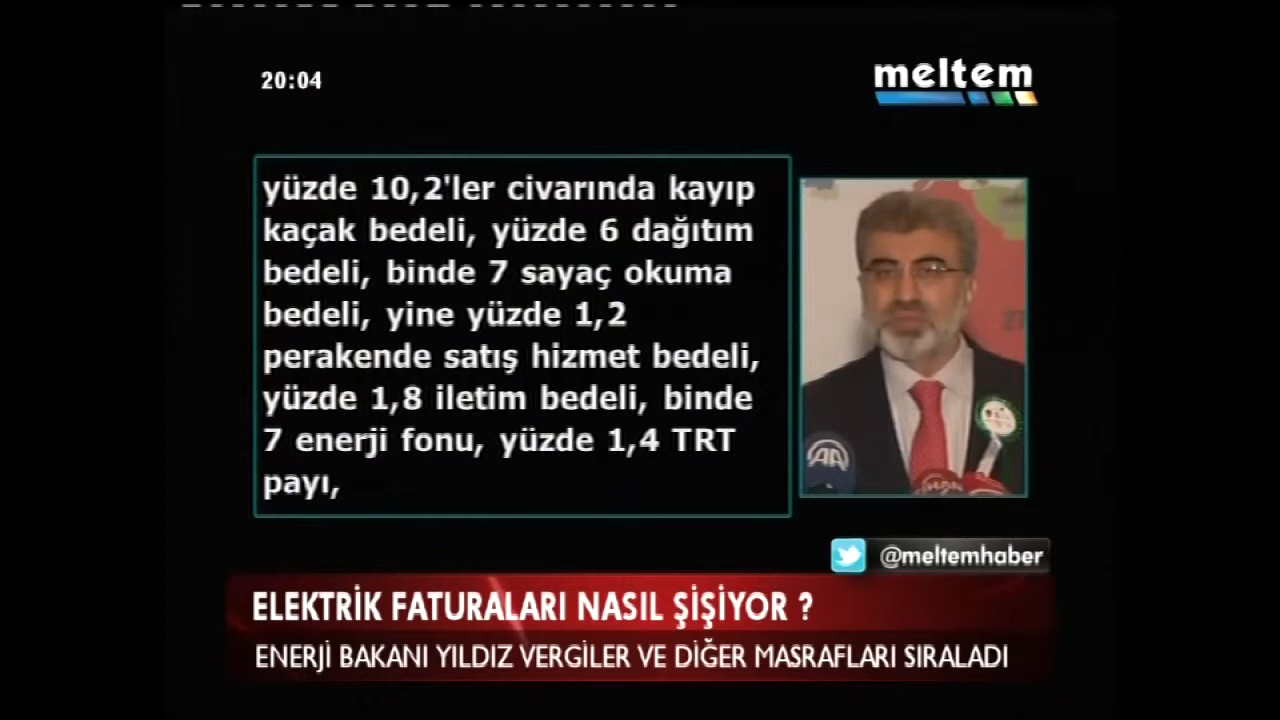 20:04
meltem
yüzde 10,2'ler civarında kayıp
kaçak bedeli, yüzde 6 dağıtım
bedeli, binde 7 sayaç okuma
bedeli, yine yüzde 1,2
perakende satış hizmet bedeli,
yüzde 1,8 iletim bedeli, binde
7 enerji fonu, yüzde 1,4 TRT
payı,
AA
@meltemhaber
ELEKTRİK FATURALARI NASIL ŞİŞİYOR ?
ENERJİ BAKANI YILDIZ VERGİLER VE DİĞER MASRAFLARI SIRALADI